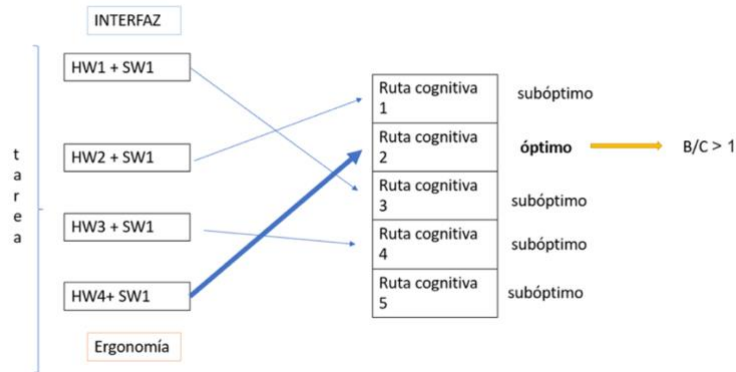 INTERFAZ
HW1 + SW1
HW2 + SW1
HW3 + SW1
HW4+ SW1
Ergonomía
tarea
Ruta cognitiva
1
subóptimo
Ruta cognitiva
2
óptimo
B/C > 1
Ruta cognitiva
3
subóptimo
Ruta cognitiva
4
subóptimo
Ruta cognitiva
5
subóptimo